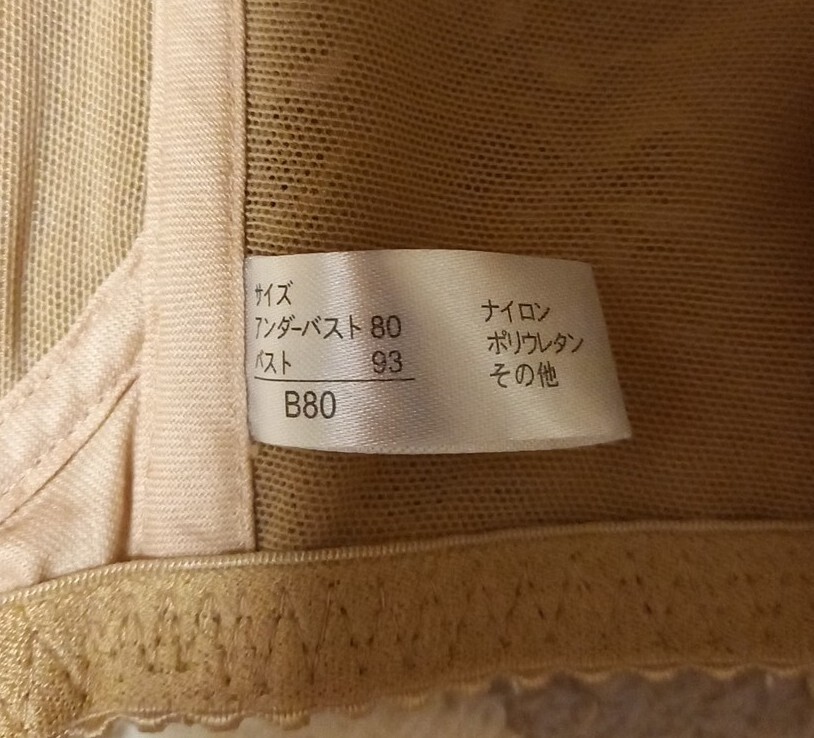 サイズ
アンダーバスト 80
バスト 93
B80
ナイロン
ポリウレタン
その他